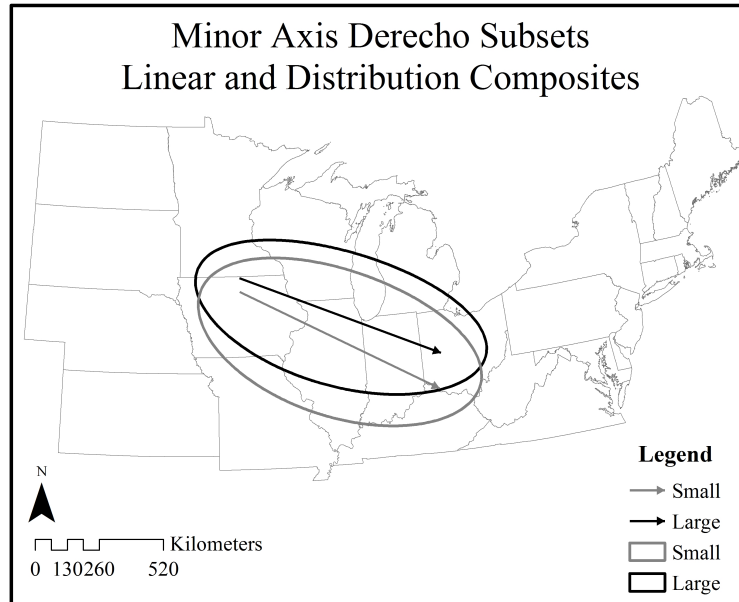 Minor Axis Derecho Subsets
Linear and Distribution Composites
Legend
Small
Large
Small
Large
N
Kilometers
0 130260 520